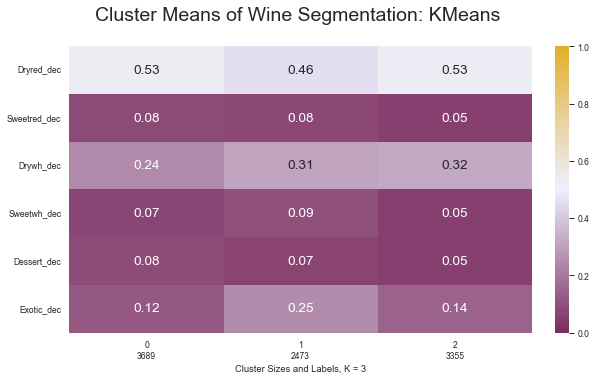 Cluster Means of Wine Segmentation: KMeans
Dryred_dec 0.53 0.46 0.53
Sweetred_dec 0.08 0.08 0.05
Drywh_dec 0.24 0.31 0.32
Sweetwh_dec 0.07 0.09 0.05
Dessert_dec 0.08 0.07 0.05
Exotic_dec 0.12 0.25 0.14
0 1 2
3689 2473 3355
Cluster Sizes and Labels, K = 3
1.0
0.8
0.6
0.4
0.2
0.0